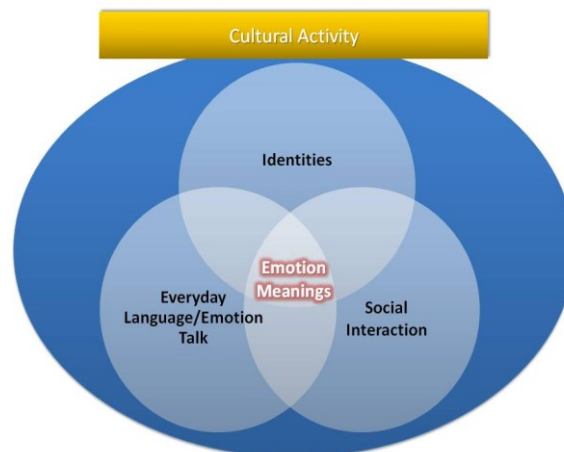 Cultural Activity
Identities
Emotion
Meanings
Everyday
Language/Emotion
Talk
Social
Interaction